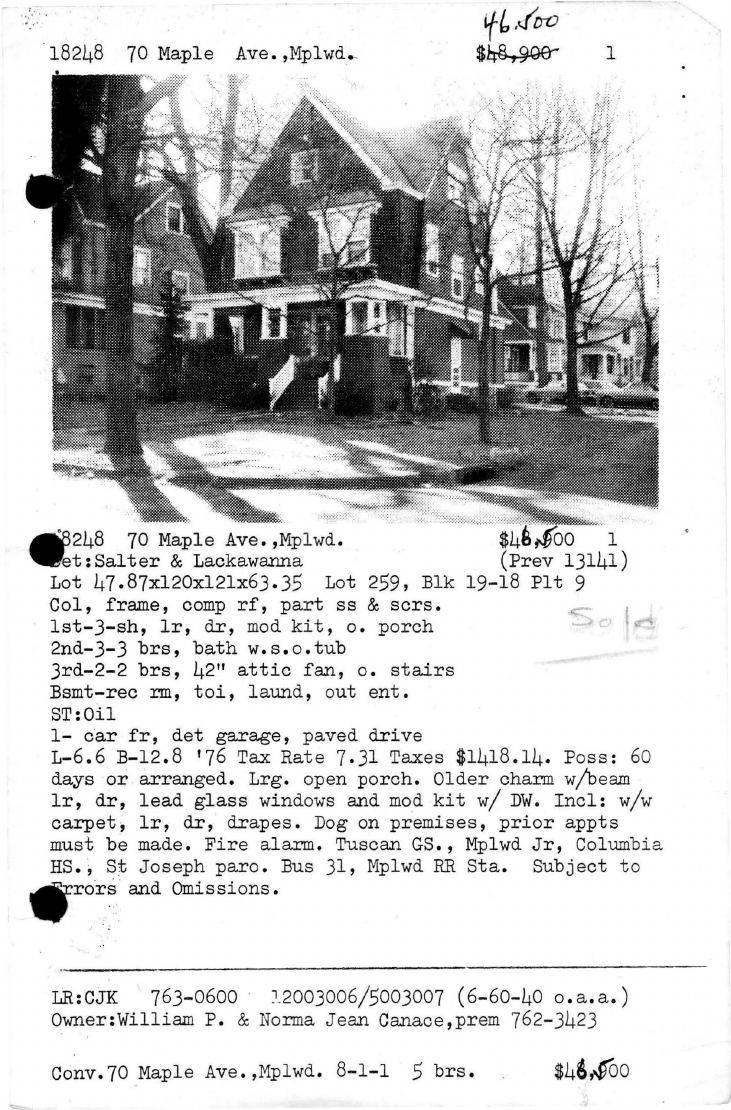 46.500
18248 70 Maple Ave.,Mplwd. $48,900 1
8248 70 Maple Ave.,Mplwd. $46,500 1
et:Salter & Lackawanna (Prev 13141)
Lot 47.87x120x121x63.35 Lot 259, Blk 19-18 Plt 9
Col, frame, comp rf, part ss & scrs.
Sold
1st-3-sh, lr, dr, mod kit, o. porch
2nd-3-3 brs, bath w.s.o.tub
3rd-2-2 brs, 42" attic fan, o. stairs
Bsmt-rec rm, toi, laund, out ent.
ST:Oil
1- car fr, det garage, paved drive
L-6.6 B-12.8 '76 Tax Rate 7.31 Taxes $1418.14. Poss: 60
days or arranged. Lrg. open porch. Older charm w/beam
lr, dr, lead glass windows and mod kit w/ DW. Incl: w/w
carpet, lr, dr, drapes. Dog on premises, prior appts
must be made. Fire alarm. Tuscan GS., Mplwd Jr, Columbia
HS., St Joseph paro. Bus 31, Mplwd RR Sta. Subject to
Errors and Omissions.
LR:CJK 763-0600 12003006/5003007 (6-60-40 o.a.a.)
Owner:William P. & Norma Jean Canace,prem 762-3423
Conv.70 Maple Ave.,Mplwd. 8-1-1 5 brs. $46,500